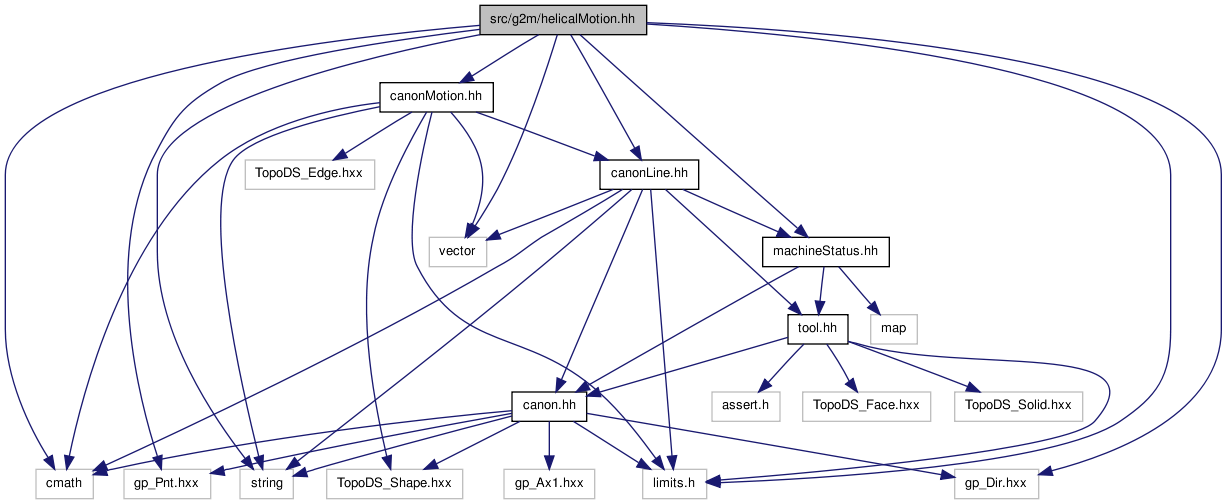 src/g2m/helicalMotion.hh
canonMotion.hh
TopoDS_Edge.hxx
canonLine.hh
vector
machineStatus.hh
tool.hh
map
assert.h
TopoDS_Face.hxx
TopoDS_Solid.hxx
canon.hh
cmath
gp_Pnt.hxx
string
TopoDS_Shape.hxx
gp_Ax1.hxx
limits.h
gp_Dir.hxx